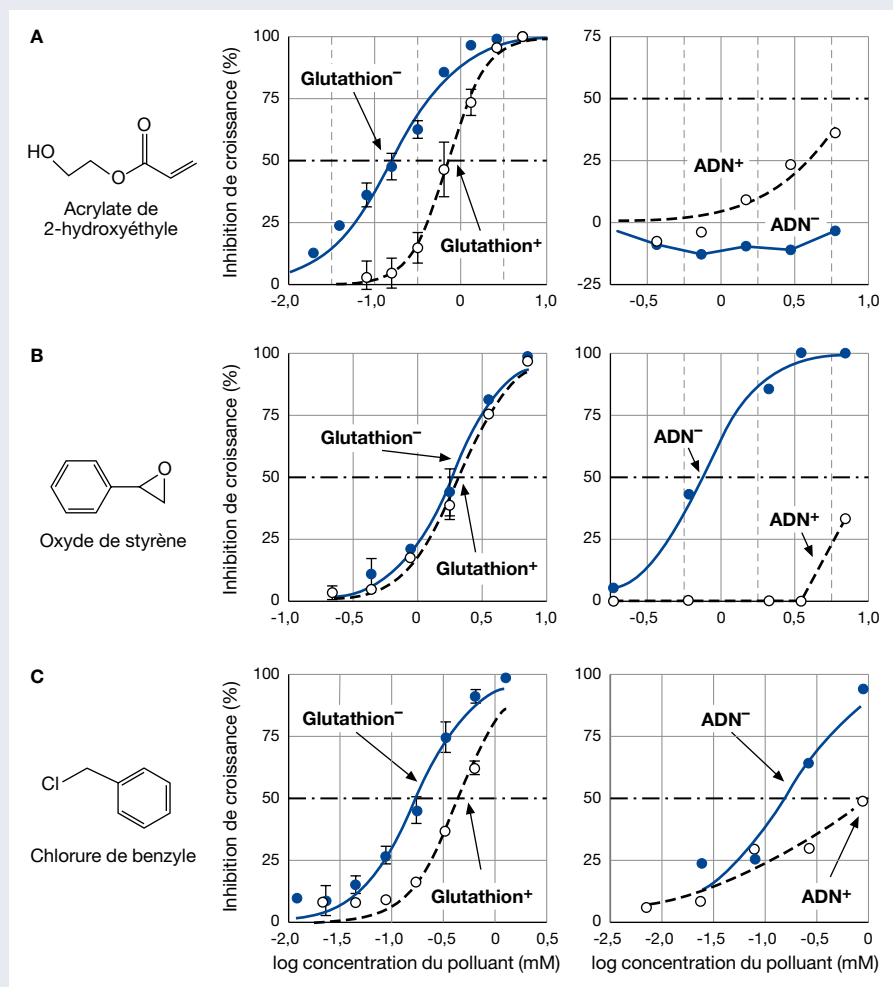 A
HO
O
O
Acrylate de
2-hydroxyéthyle
Inhibition de croissance (%)
100
75
50
25
0
-2,0
-1,0
0
1,0
Glutathion⁻
Glutathion⁺
75
50
25
0
-25
-0,5
0
0,5
1,0
ADN⁺
ADN⁻
B
O
Oxyde de styrène
Inhibition de croissance (%)
100
75
50
25
0
-1,0
-0,5
0
0,5
1,0
Glutathion⁻
Glutathion⁺
100
75
50
25
0
-0,5
0
0,5
1,0
ADN⁻
ADN⁺
C
Cl
Chlorure de benzyle
Inhibition de croissance (%)
100
75
50
25
0
-2,0
-1,5
-1,0
-0,5
0
0,5
log concentration du polluant (mM)
Glutathion⁻
Glutathion⁺
100
75
50
25
0
-2,5
-2,0
-1,5
-1,0
-0,5
0
log concentration du polluant (mM)
ADN⁻
ADN⁺